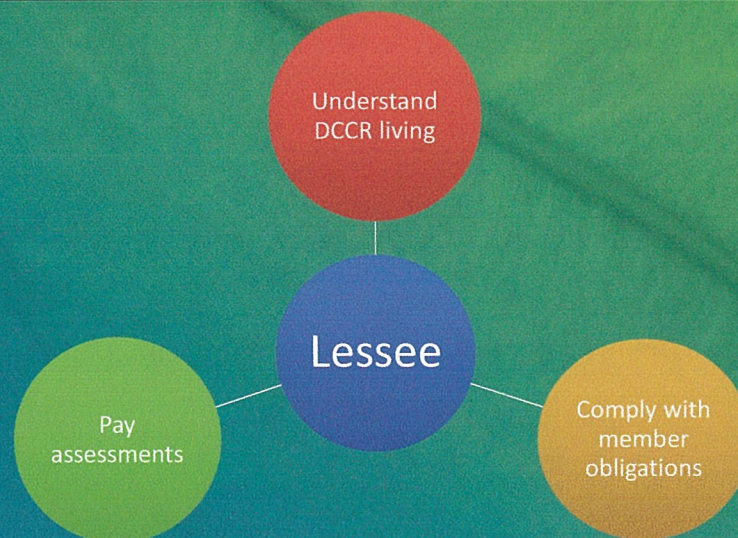 Understand
DCCR living
Lessee
Pay
assessments
Comply with
member
obligations